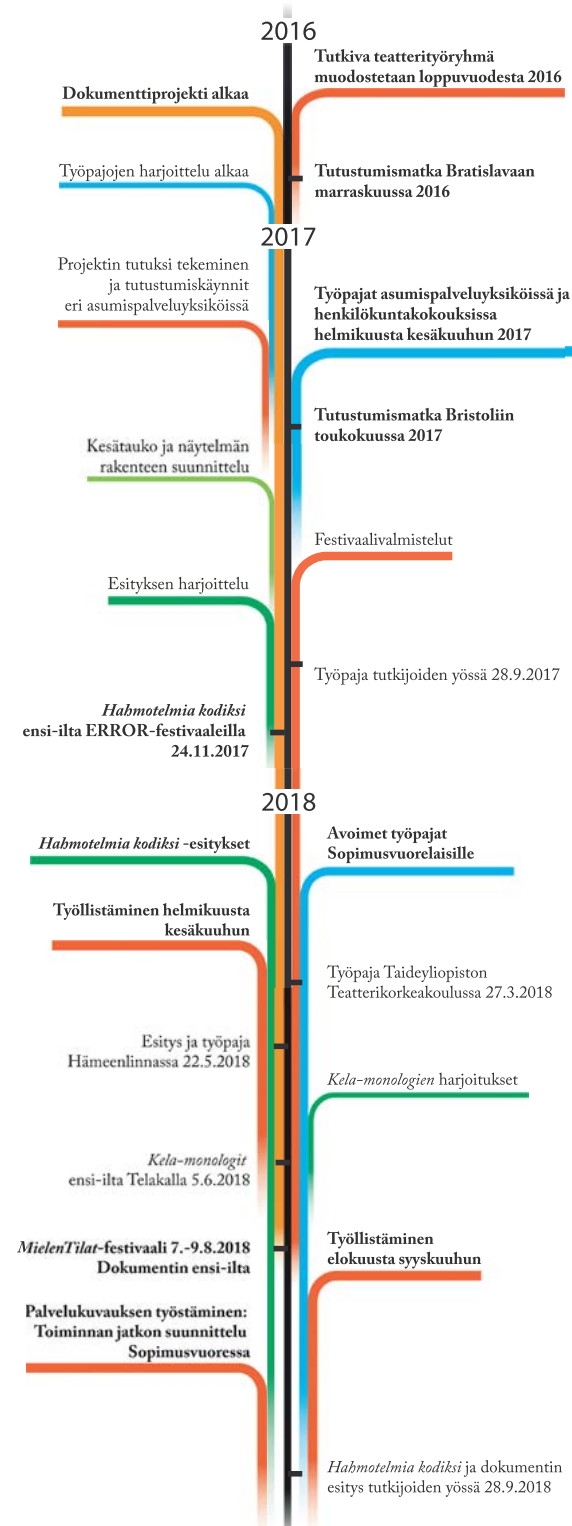 2016
Tutkiva teatterityöryhmä
muodostetaan loppuvuodesta 2016
Dokumenttiprojekti alkaa
Työpajojen harjoittelu alkaa
Tutustumismatka Bratislavaan
marraskuussa 2016
2017
Projektin tutuksi tekeminen
ja tutustumiskäynnit
eri asumispalveluyksiköissä
Työpajat asumispalveluyksiköissä ja
henkilökuntakokouksissa
helmikuusta kesäkuuhun 2017
Tutustumismatka Bristoliin
toukokuussa 2017
Kesätauko ja näytelmän
rakenteen suunnittelu
Festivaalivalmistelut
Esityksen harjoittelu
Työpaja tutkijoiden yössä 28.9.2017
Hahmotelmia kodiksi
ensi-ilta ERROR-festivaaleilla
24.11.2017
2018
Hahmotelmia kodiksi -esitykset
Avoimet työpajat
Sopimusvuorelaisille
Työllistäminen helmikuusta
kesäkuuhun
Työpaja Taideyliopiston
Teatterikorkeakoulussa 27.3.2018
Esitys ja työpaja
Hämeenlinnassa 22.5.2018
Kela-monologien harjoitukset
Kela-monologit
ensi-ilta Telakalla 5.6.2018
MielenTilat-festivaali 7.-9.8.2018
Dokumentin ensi-ilta
Työllistäminen
elokuusta syyskuuhun
Palvelukuvauksen työstäminen:
Toiminnan jatkon suunnittelu
Sopimusvuoressa
Hahmotelmia kodiksi ja dokumentin
esitys tutkijoiden yössä 28.9.2018